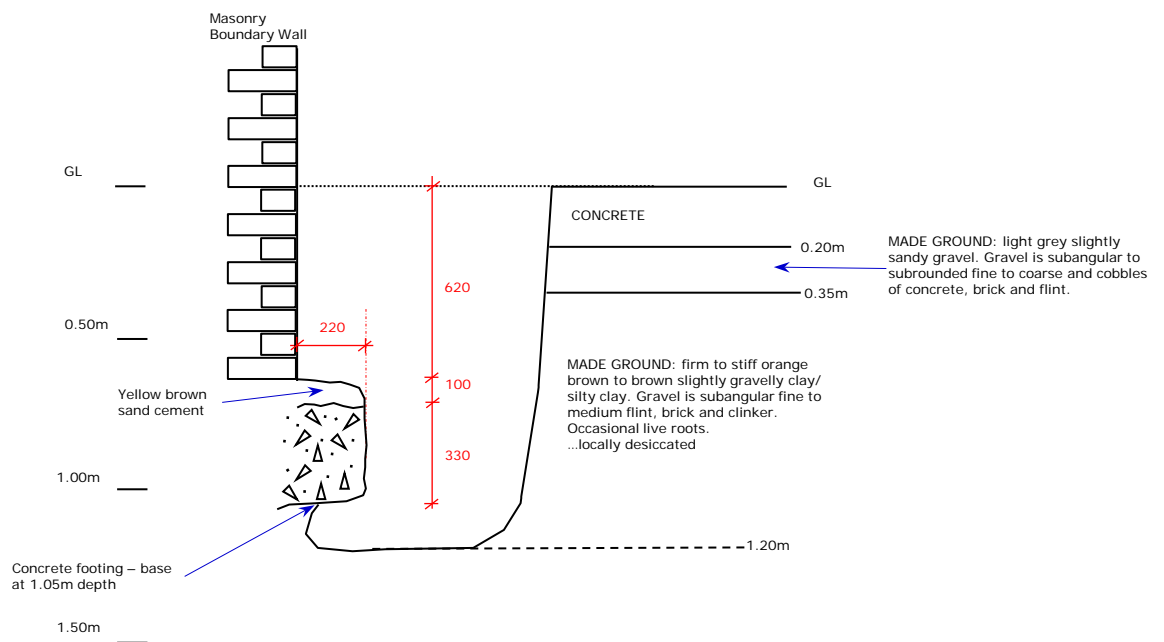 Masonry
Boundary Wall
GL
GL
CONCRETE
0.20m
MADE GROUND: light grey slightly
sandy gravel. Gravel is subangular to
subrounded fine to coarse and cobbles
of concrete, brick and flint.
620
0.35m
0.50m
220
MADE GROUND: firm to stiff orange
brown to brown slightly gravelly clay/
silty clay. Gravel is subangular fine to
medium flint, brick and clinker.
Occasional live roots.
...locally desiccated
100
Yellow brown
sand cement
330
1.00m
1.20m
Concrete footing – base
at 1.05m depth
1.50m